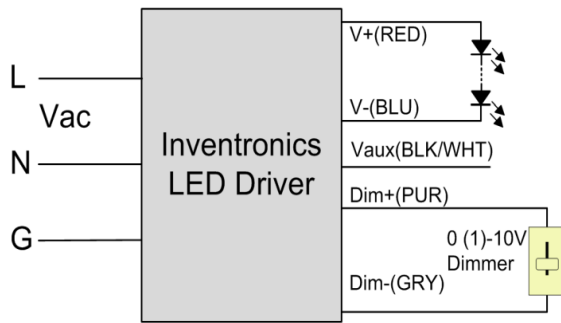 L
Vac
N
G
Inventronics
LED Driver
V+(RED)
V-(BLU)
Vaux(BLK/WHT)
Dim+(PUR)
0 (1)-10V
Dimmer
Dim-(GRY)